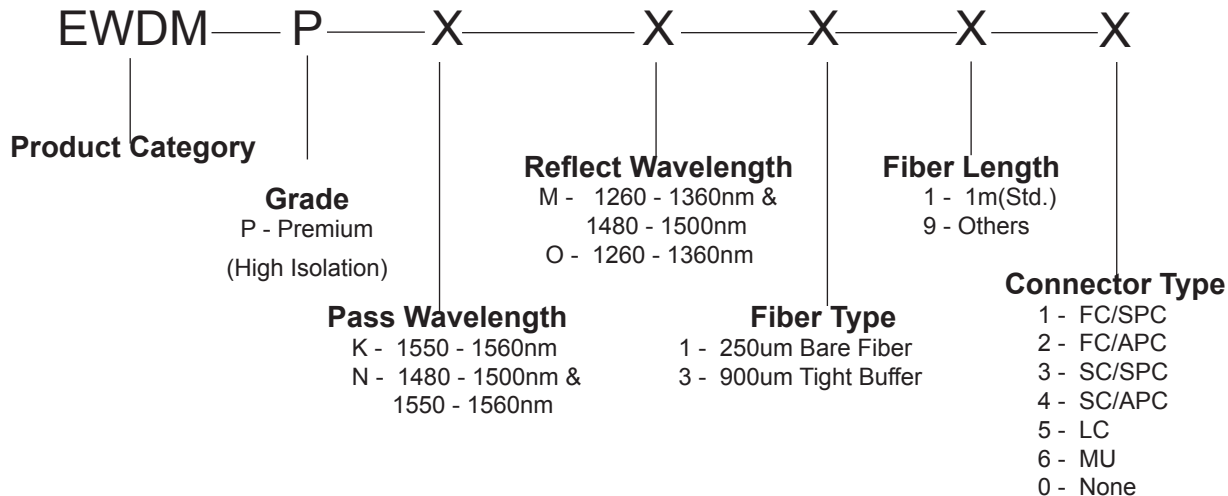 EWDM P X X X X X
Product Category
Grade
P - Premium
(High Isolation)
Pass Wavelength
K - 1550 - 1560nm
N - 1480 - 1500nm &
1550 - 1560nm
Reflect Wavelength
M - 1260 - 1360nm &
1480 - 1500nm
O - 1260 - 1360nm
Fiber Type
1 - 250um Bare Fiber
3 - 900um Tight Buffer
Fiber Length
1 - 1m(Std.)
9 - Others
Connector Type
1 - FC/SPC
2 - FC/APC
3 - SC/SPC
4 - SC/APC
5 - LC
6 - MU
0 - None